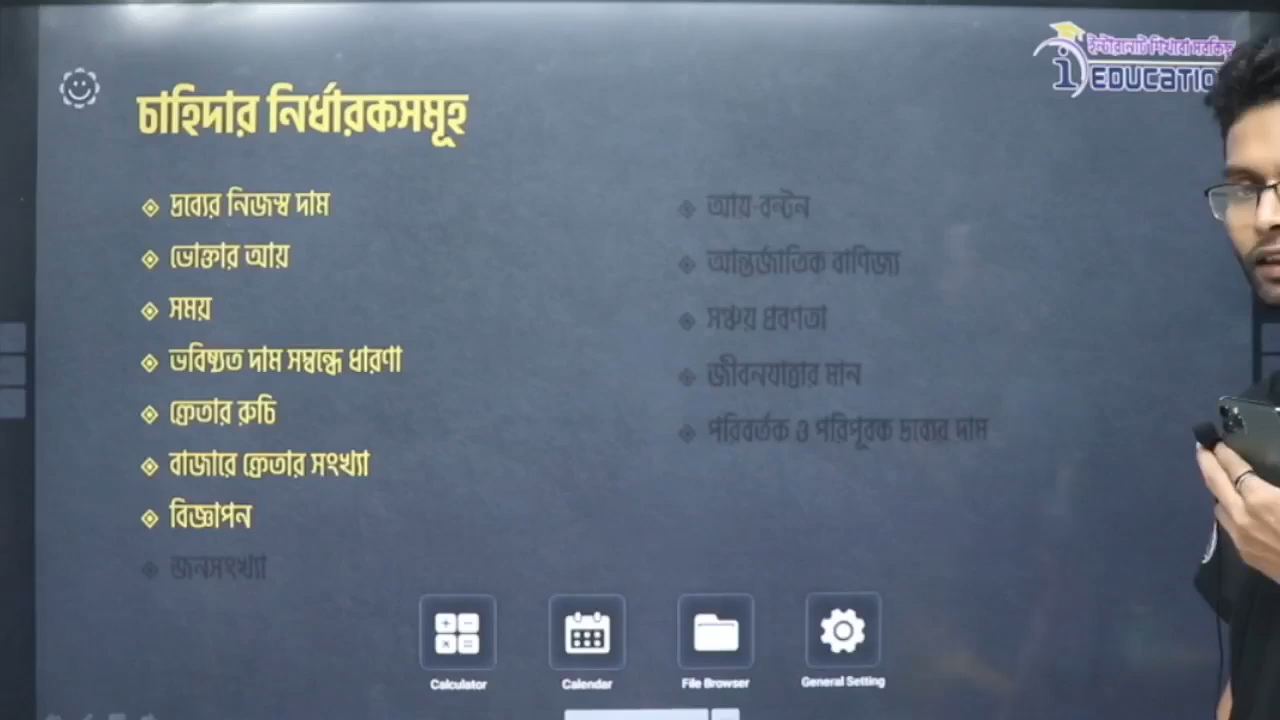 চাহিদার নির্ধারকসমূহ
দ্রব্যের নিজস্ব দাম
ভোক্তার আয়
সময়
ভবিষ্যত দাম সম্বন্ধে ধারণা
ক্রেতার রুচি
বাজারে ক্রেতার সংখ্যা
বিজ্ঞাপন
জনসংখ্যা
আয় বন্টন
আন্তর্জাতিক বাণিজ্য
সঞ্চয় প্রবণতা
জীবনযাত্রার মান
পরিবর্তক ও পরিপূরক দ্রব্যের দাম
Calculator
Calendar
File Browser
General Setting